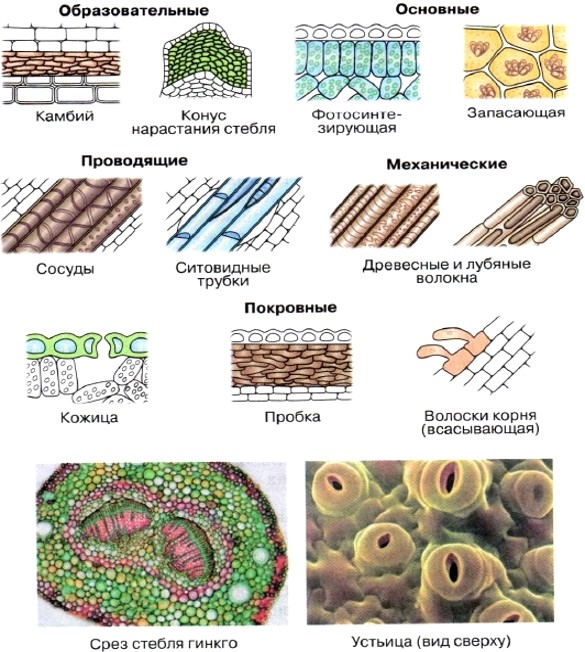 Образовательные
Основные
Камбий
Конус
нарастания стебля
Фотосинте-
зирующая
Запасающая
Проводящие
Механические
Сосуды
Ситовидные
трубки
Древесные и лубяные
волокна
Покровные
Кожица
Пробка
Волоски корня
(всасывающая)
Срез стебля гинкго
Устьица (вид сверху)